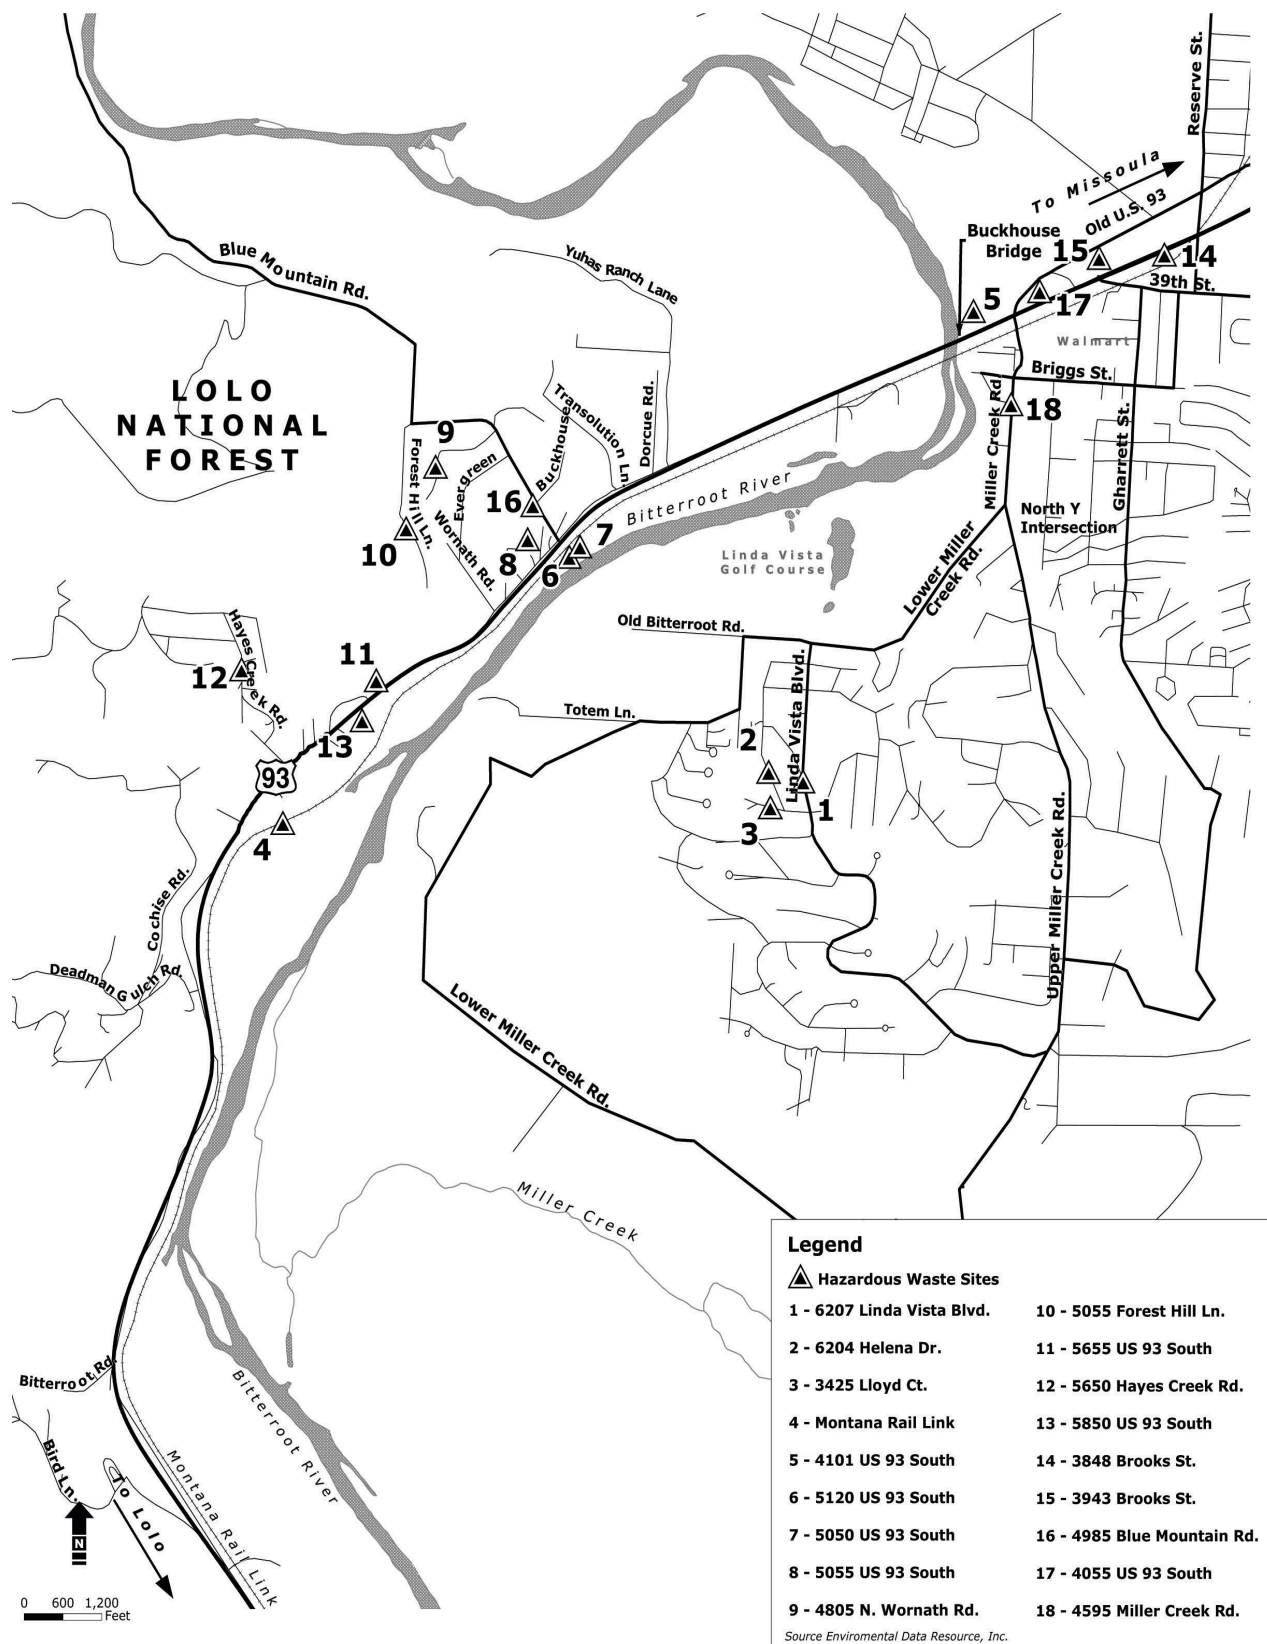 Reserve St.
To Missoula
Old U.S. 93
Buckhouse
Bridge
15
14
39th St.
5
17
Walmart
Briggs St.
18
Miller Creek Rd.
Gharrett St.
North Y
Intersection
Blue Mountain Rd.
Yuhas Ranch Lane
LOLO
NATIONAL
FOREST
Transolution Ln.
Buckhouse
Dorcue Rd.
9
Forest Hill Ln.
Evergreen
Wornath Rd.
16
10
8
7
6
Bitterroot River
Linda Vista
Golf Course
Lower Miller
Creek Rd.
Old Bitterroot Rd.
Hayes Creek Rd.
12
11
13
Totem Ln.
Linda Vista Blvd.
2
1
3
93
4
Upper Miller Creek Rd.
Cochise Rd.
Deadman Gulch Rd.
Lower Miller Creek Rd.
Miller Creek
Bitterroot Rd.
Bitterroot River
Bird Ln.
To Lolo
Montana Rail Link
N
0 600 1,200
Feet
Legend
Hazardous Waste Sites
1 - 6207 Linda Vista Blvd.
2 - 6204 Helena Dr.
3 - 3425 Lloyd Ct.
4 - Montana Rail Link
5 - 4101 US 93 South
6 - 5120 US 93 South
7 - 5050 US 93 South
8 - 5055 US 93 South
9 - 4805 N. Wornath Rd.
10 - 5055 Forest Hill Ln.
11 - 5655 US 93 South
12 - 5650 Hayes Creek Rd.
13 - 5850 US 93 South
14 - 3848 Brooks St.
15 - 3943 Brooks St.
16 - 4985 Blue Mountain Rd.
17 - 4055 US 93 South
18 - 4595 Miller Creek Rd.
Source Enviromental Data Resource, Inc.